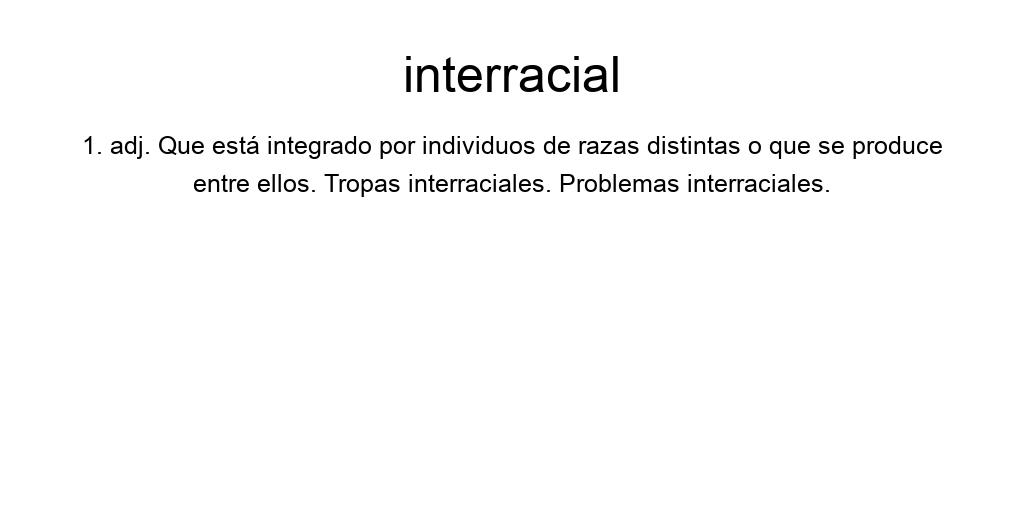 interracial
1. adj. Que está integrado por individuos de razas distintas o que se produce
entre ellos. Tropas interraciales. Problemas interraciales.